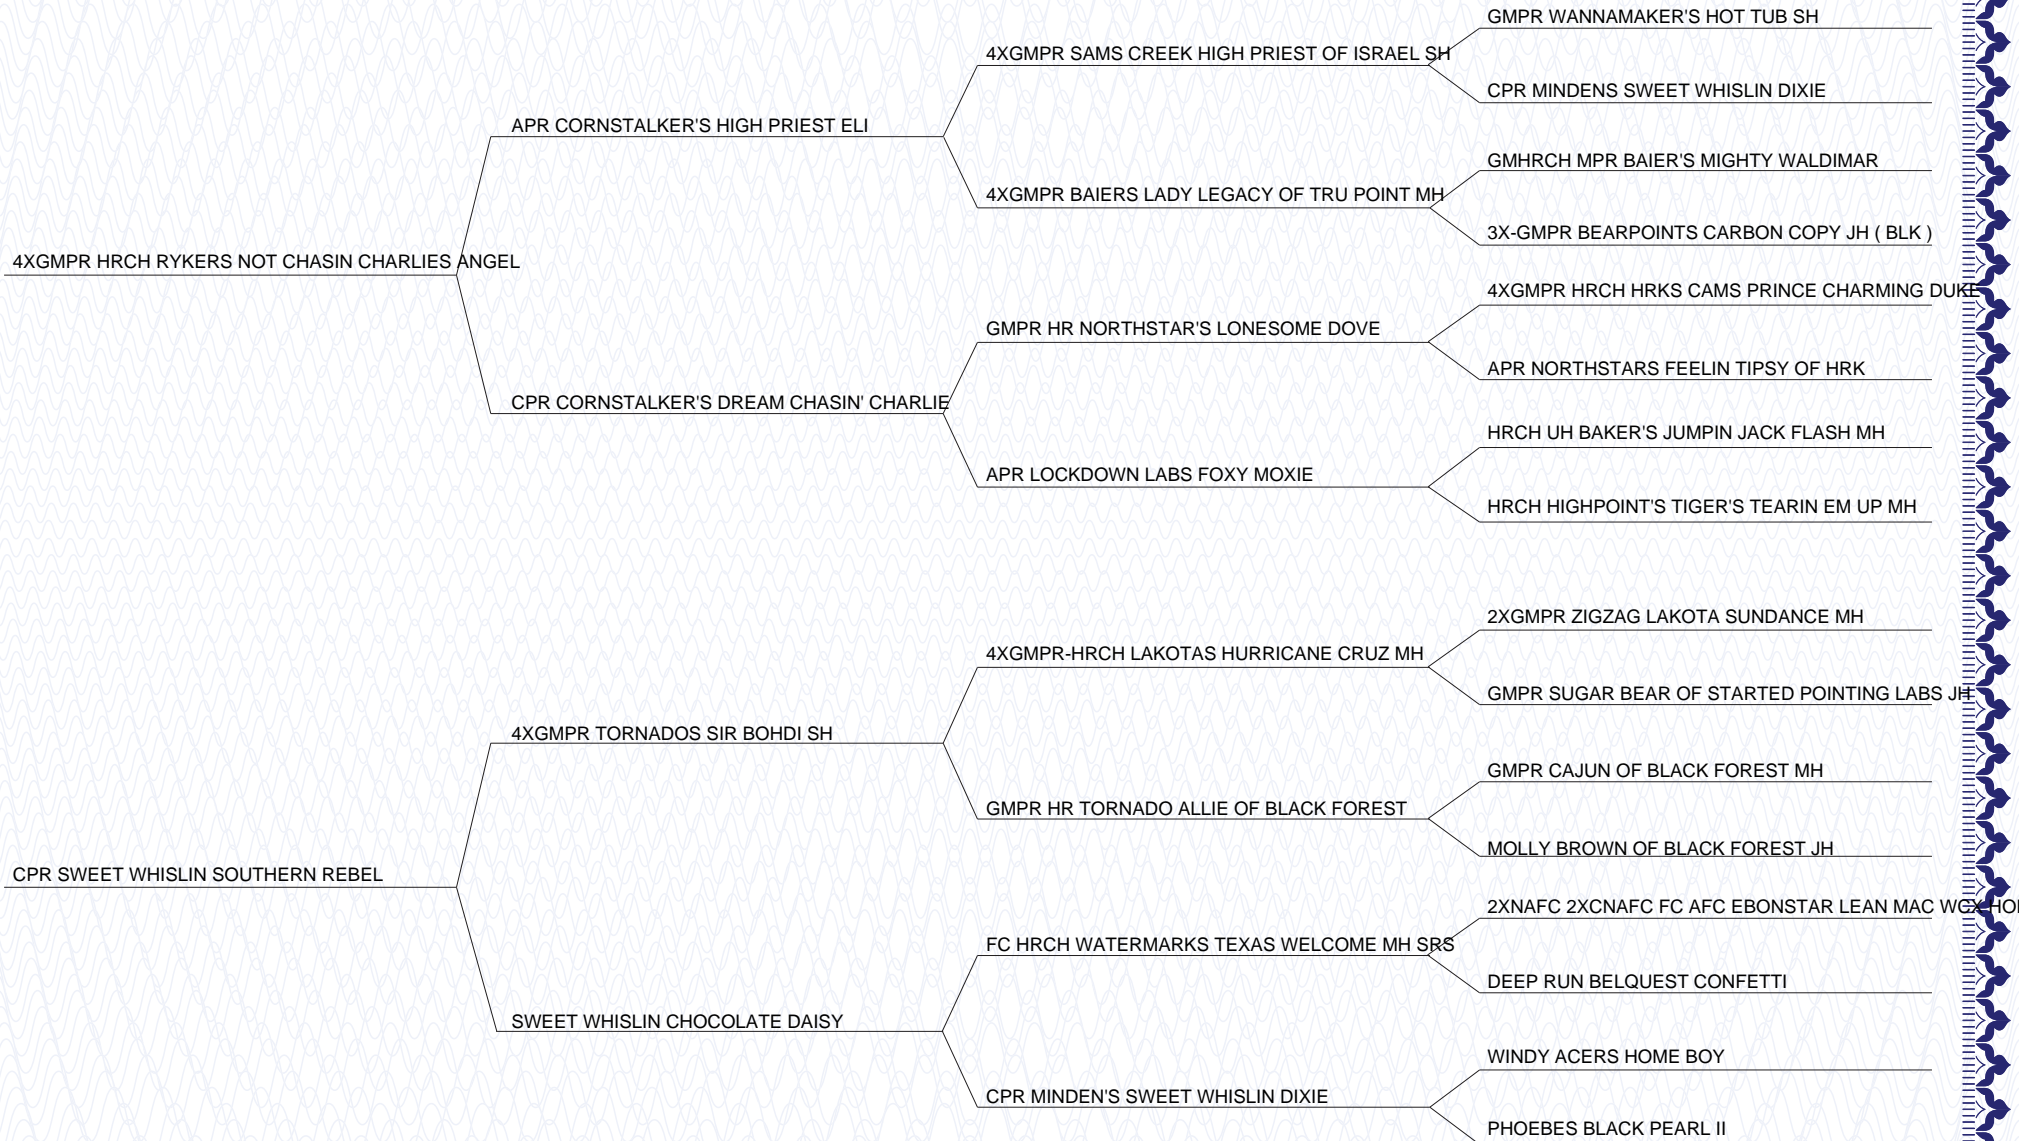 GMPR WANNAMAKER'S HOT TUB SH
4XGMPR SAMS CREEK HIGH PRIEST OF ISRAEL SH
CPR MINDENS SWEET WHISLIN DIXIE
APR CORNSTALKER'S HIGH PRIEST ELI
GMHRCH MPR BAIER'S MIGHTY WALDIMAR
4XGMPR BAIERS LADY LEGACY OF TRU POINT MH
3X-GMPR BEARPOINTS CARBON COPY JH ( BLK )
4XGMPR HRCH RYKERS NOT CHASIN CHARLIES ANGEL
4XGMPR HRCH HRKS CAMS PRINCE CHARMING DUKE
GMPR HR NORTHSTAR'S LONESOME DOVE
APR NORTHSTARS FEELIN TIPSY OF HRK
CPR CORNSTALKER'S DREAM CHASIN' CHARLIE
HRCH UH BAKER'S JUMPIN JACK FLASH MH
APR LOCKDOWN LABS FOXY MOXIE
HRCH HIGHPOINT'S TIGER'S TEARIN EM UP MH
2XGMPR ZIGZAG LAKOTA SUNDANCE MH
4XGMPR-HRCH LAKOTAS HURRICANE CRUZ MH
GMPR SUGAR BEAR OF STARTED POINTING LABS JH
4XGMPR TORNADOS SIR BOHDI SH
GMPR CAJUN OF BLACK FOREST MH
GMPR HR TORNADO ALLIE OF BLACK FOREST
MOLLY BROWN OF BLACK FOREST JH
CPR SWEET WHISLIN SOUTHERN REBEL
2XNAFC 2XCNAFC FC AFC EBONSTAR LEAN MAC WCX
FC HRCH WATERMARKS TEXAS WELCOME MH SRS
DEEP RUN BELQUEST CONFETTI
SWEET WHISLIN CHOCOLATE DAISY
WINDY ACERS HOME BOY
CPR MINDEN'S SWEET WHISLIN DIXIE
PHOEBES BLACK PEARL II